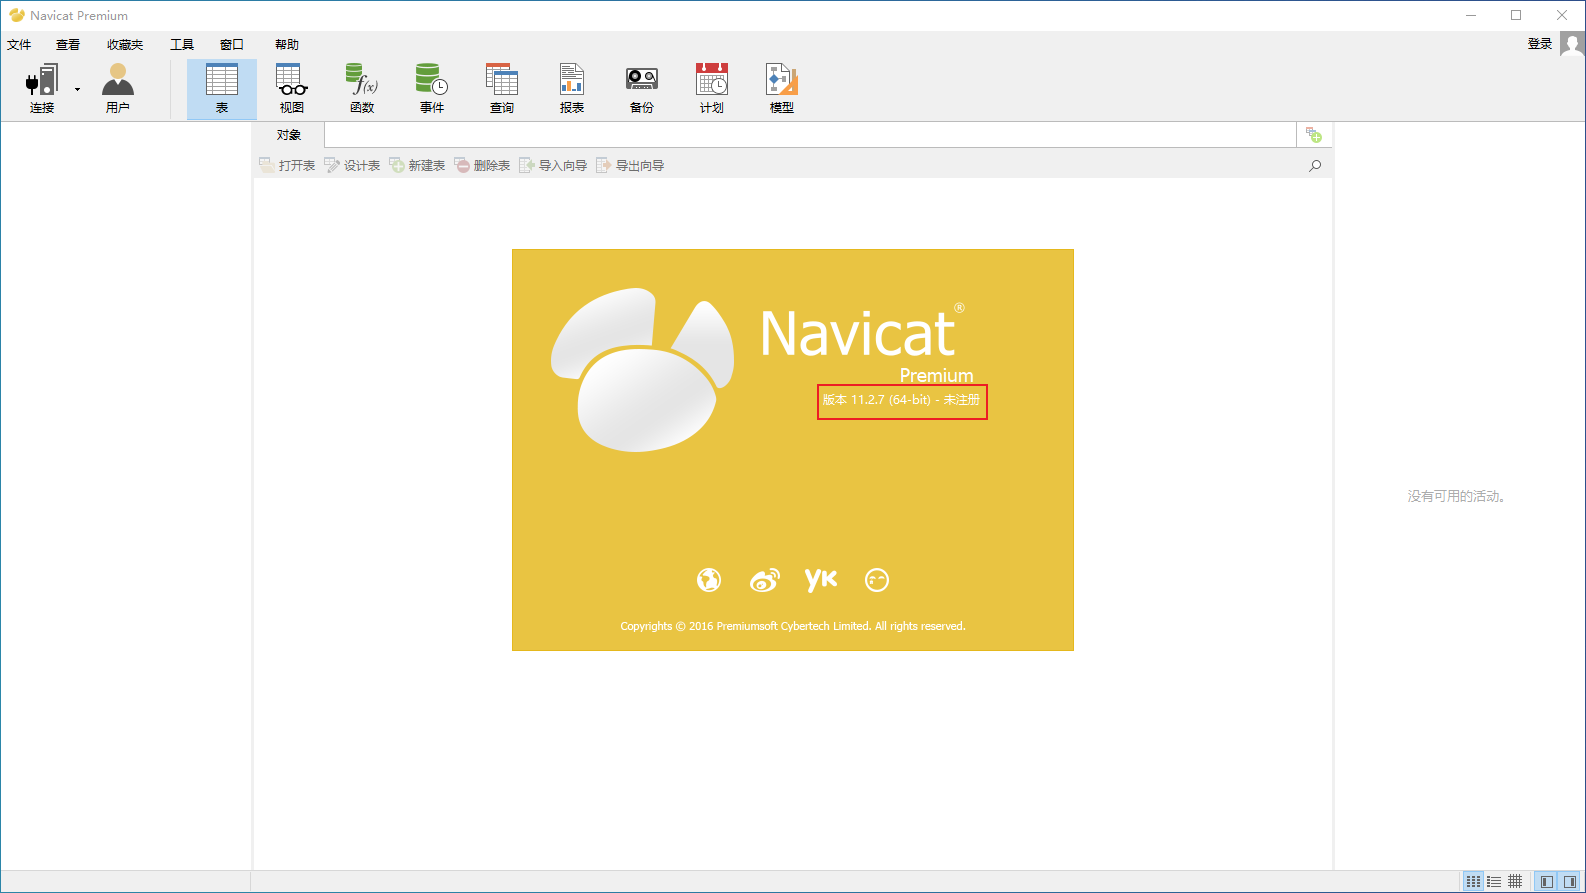 Navicat Premium
文件 查看 收藏夹 工具 窗口 帮助 登录
连接 用户 表 视图 函数 事件 查询 报表 备份 计划 模型
对象
打开表 设计表 新建表 删除表 导入向导 导出向导
Navicat®
Premium
版本 11.2.7 (64-bit) - 未注册
没有可用的活动。
Copyrights © 2016 Premiumsoft Cybertech Limited. All rights reserved.